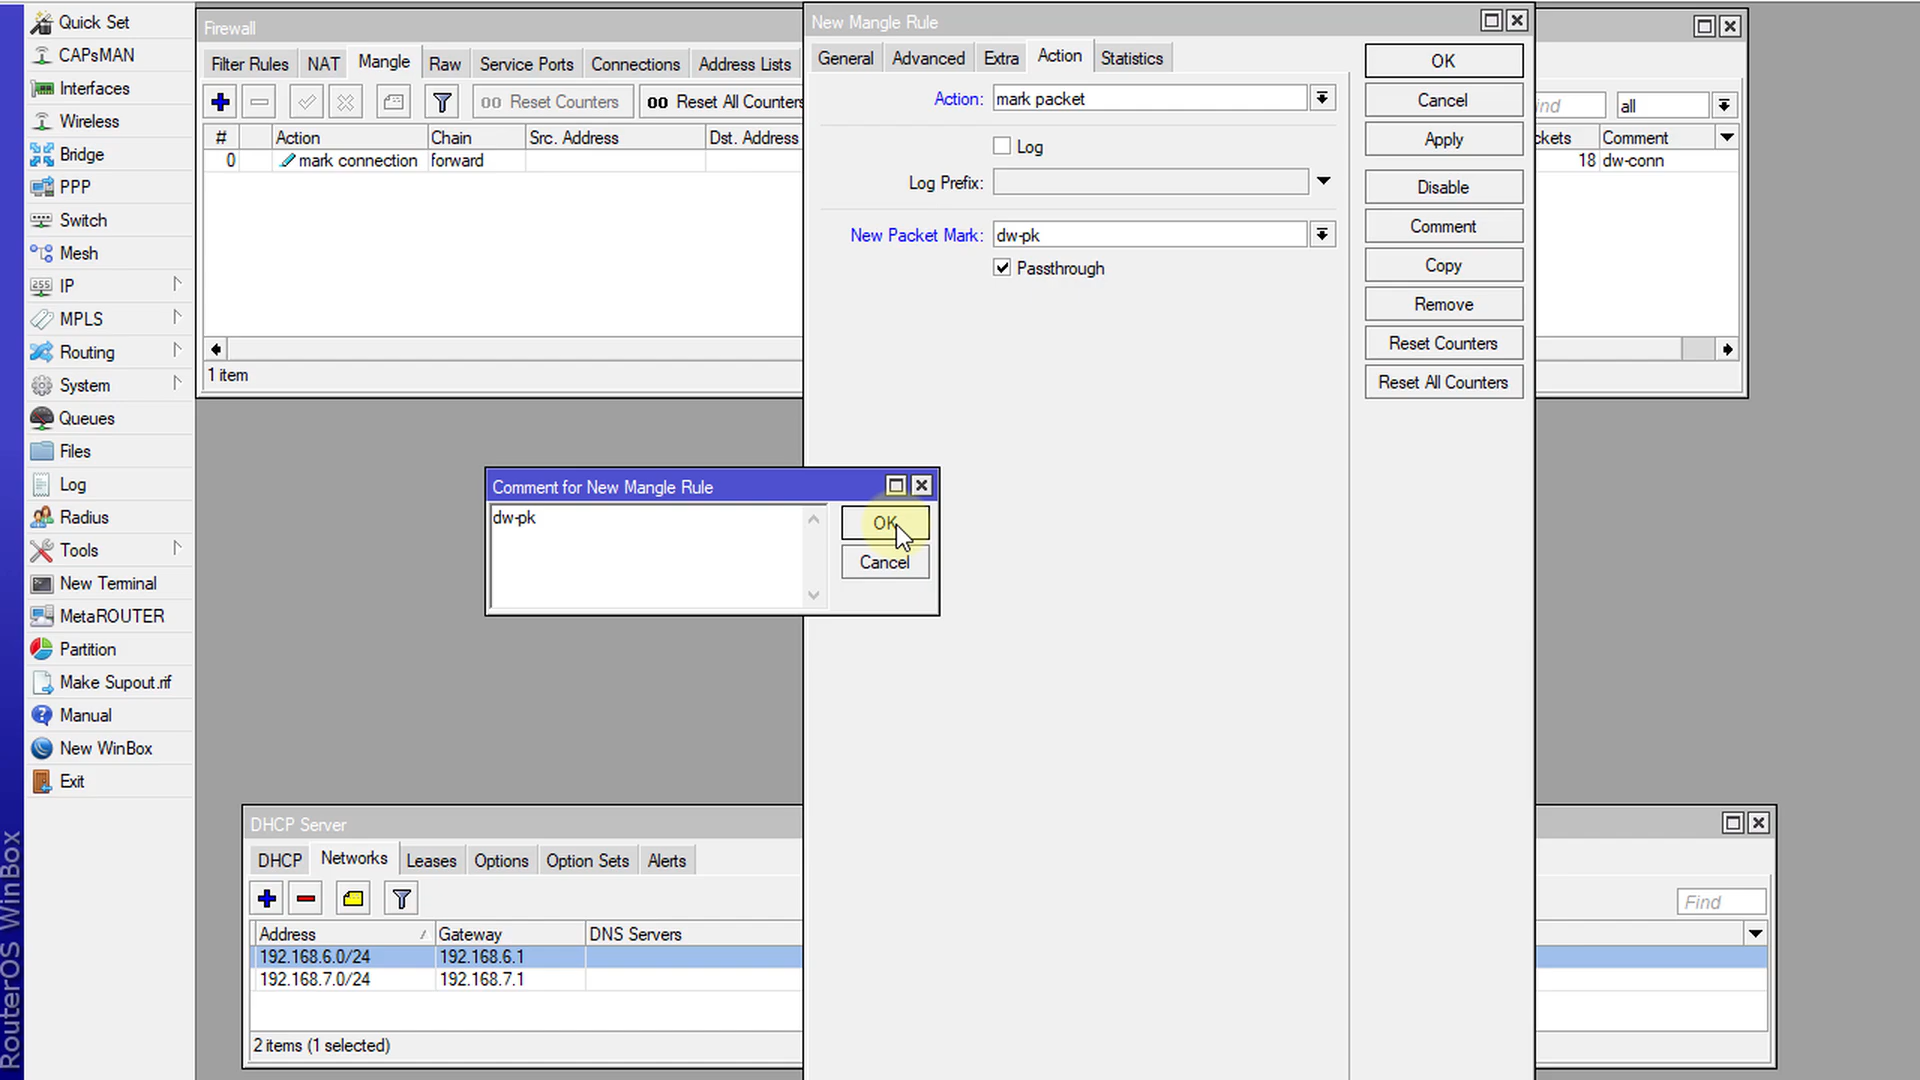 Quick Set
CAPsMAN
Interfaces
Wireless
Bridge
PPP
Switch
Mesh
IP
MPLS
Routing
System
Queues
Files
Log
Radius
Tools
New Terminal
MetaROUTER
Partition
Make Supout.rif
Manual
New WinBox
Exit
RouterOS WinBox
Firewall
Filter Rules NAT Mangle Raw Service Ports Connections Address Lists
00 Reset Counters 00 Reset All Counters
# Action Chain Src. Address Dst. Address
0 mark connection forward
1 item
New Mangle Rule
General Advanced Extra Action Statistics
Action: mark packet
Log
Log Prefix:
New Packet Mark: dw-pk
Passthrough
OK
Cancel
Apply
Disable
Comment
Copy
Remove
Reset Counters
Reset All Counters
all
Comment
18 dw-conn
Comment for New Mangle Rule
dw-pk
OK
Cancel
DHCP Server
DHCP Networks Leases Options Option Sets Alerts
Find
Address Gateway DNS Servers
192.168.6.0/24 192.168.6.1
192.168.7.0/24 192.168.7.1
2 items (1 selected)